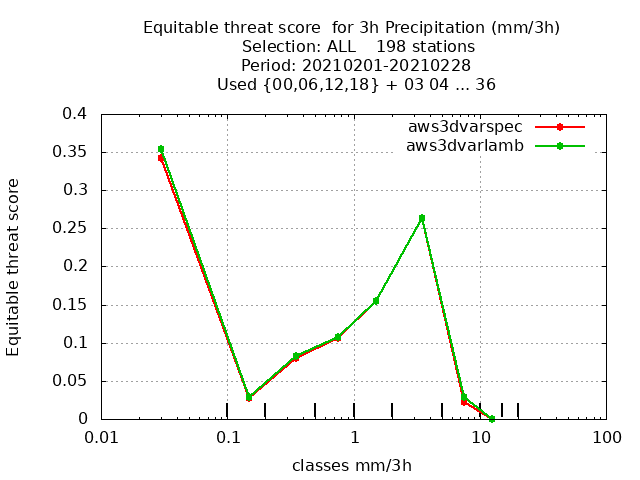 Equitable threat score  for 3h Precipitation (mm/3h)
Selection: ALL    198 stations
Period: 20210201-20210228
Used {00,06,12,18} + 03 04 ... 36
aws3dvarspec
aws3dvarlamb
Equitable threat score
0.4
0.35
0.3
0.25
0.2
0.15
0.1
0.05
0
0.01 0.1 1 10 100
classes mm/3h